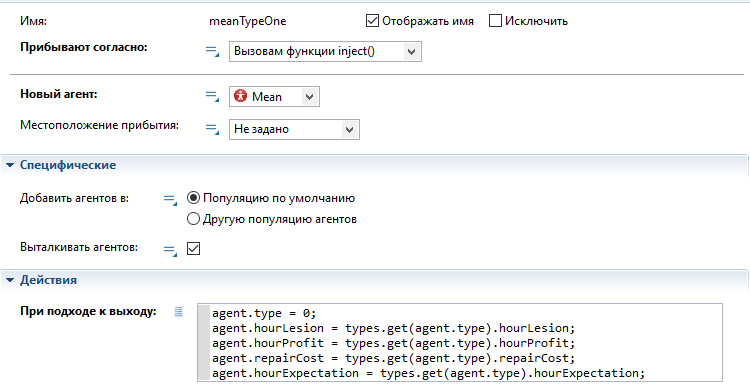 Имя: meanTypeOne Отображать имя Исключить
Прибывают согласно: Вызовам функции inject()
Новый агент: Mean
Местоположение прибытия: Не задано
Специфические
Добавить агентов в: Популяцию по умолчанию
Другую популяцию агентов
Выталкивать агентов:
Действия
При подходе к выходу: agent.type = 0;
agent.hourLesion = types.get(agent.type).hourLesion;
agent.hourProfit = types.get(agent.type).hourProfit;
agent.repairCost = types.get(agent.type).repairCost;
agent.hourExpectation = types.get(agent.type).hourExpectation;